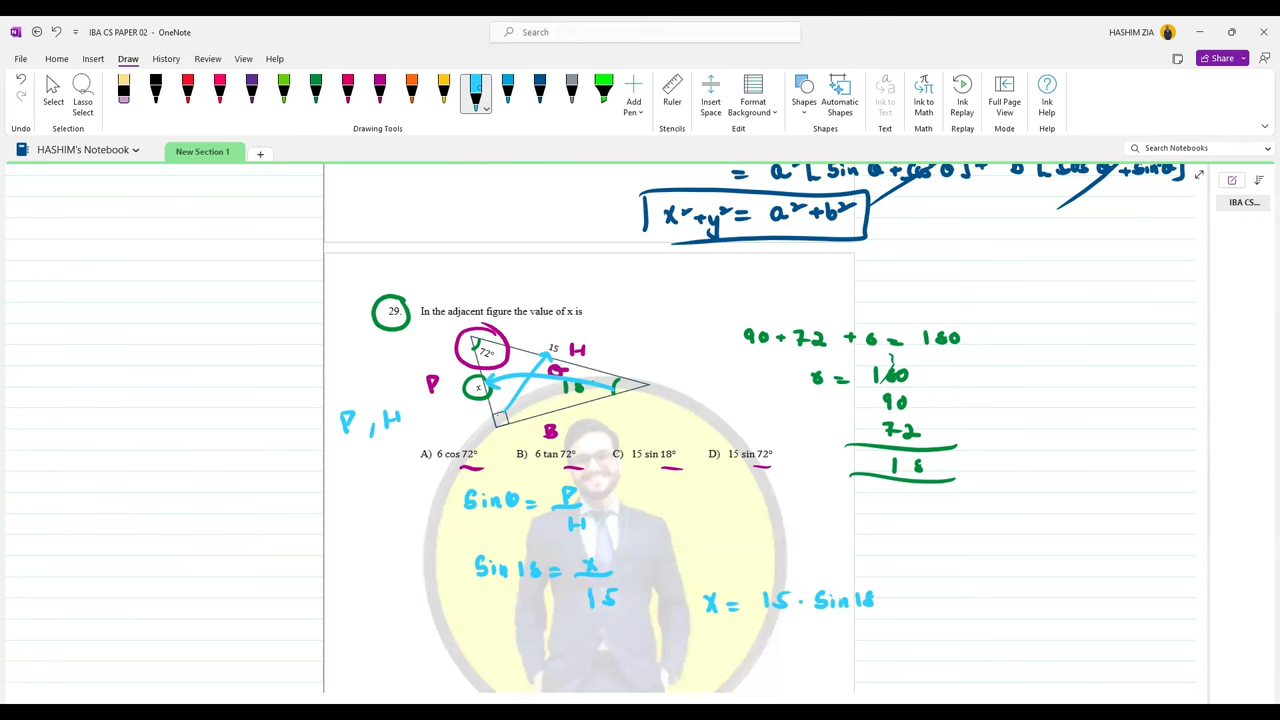 IBA CS PAPER 02 - OneNote
Search
HASHIM ZIA
File Home Insert Draw History Review View Help
Share
Select
Lasso Select
Add Pen
Ruler
Insert Space
Format Background
Shapes
Automatic Shapes
Ink to Text
Ink to Math
Ink Replay
Full Page View
Ink Help
Undo
Selection
Drawing Tools
Stencils
Edit
Shapes
Text
Math
Replay
Mode
Help
HASHIM's Notebook
New Section 1
Search Notebooks
IBA CS...
x²+y²= a²+b²
29. In the adjacent figure the value of x is
72°
15
H
P
x
18
B
P, H
A) 6 cos 72° B) 6 tan 72° C) 15 sin 18° D) 15 sin 72°
Sinθ = P/H
Sin18 = x/15
x = 15 · Sin18
90 + 72 + θ = 180
θ = 180
90
72
18